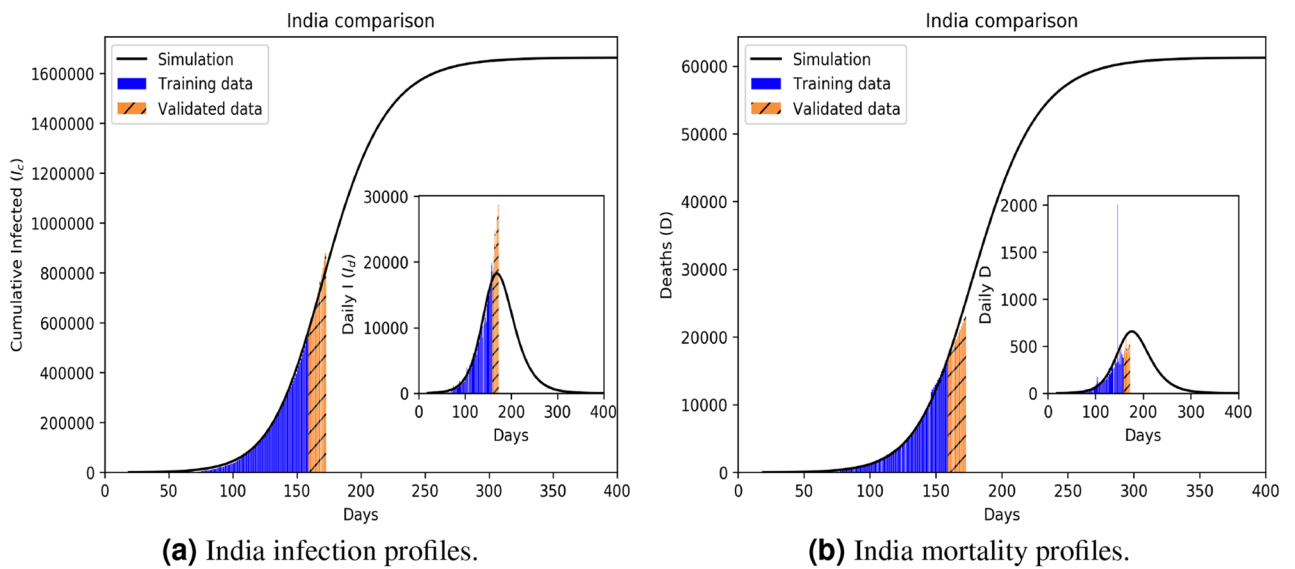 India comparison
Simulation
Training data
Validated data
Cumulative Infected (I_c)
1600000
1400000
1200000
1000000
800000
600000
400000
200000
0
0 50 100 150 200 250 300 350 400
Days
Daily I (I_d)
30000
20000
10000
0
0 100 200 300 400
Days
(a) India infection profiles.
India comparison
Simulation
Training data
Validated data
Deaths (D)
60000
50000
40000
30000
20000
10000
0
0 50 100 150 200 250 300 350 400
Days
Daily D
2000
1500
1000
500
0
0 100 200 300 400
Days
(b) India mortality profiles.